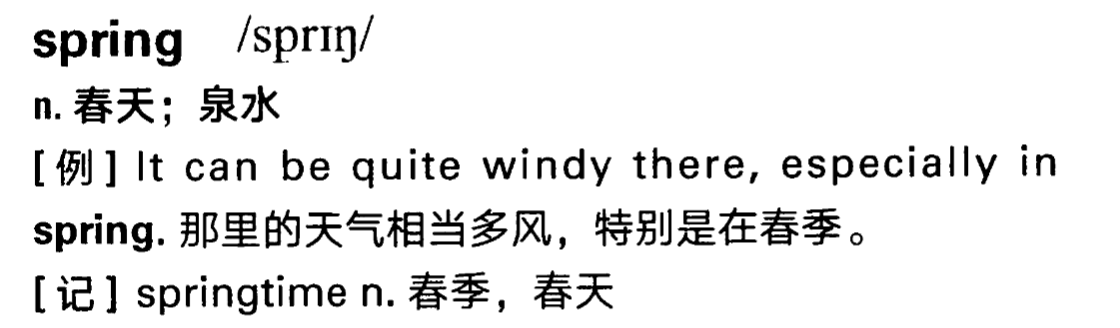 spring /sprɪŋ/
n. 春天；泉水
[例] It can be quite windy there, especially in
spring. 那里的天气相当多风，特别是在春季。
[记] springtime n. 春季，春天